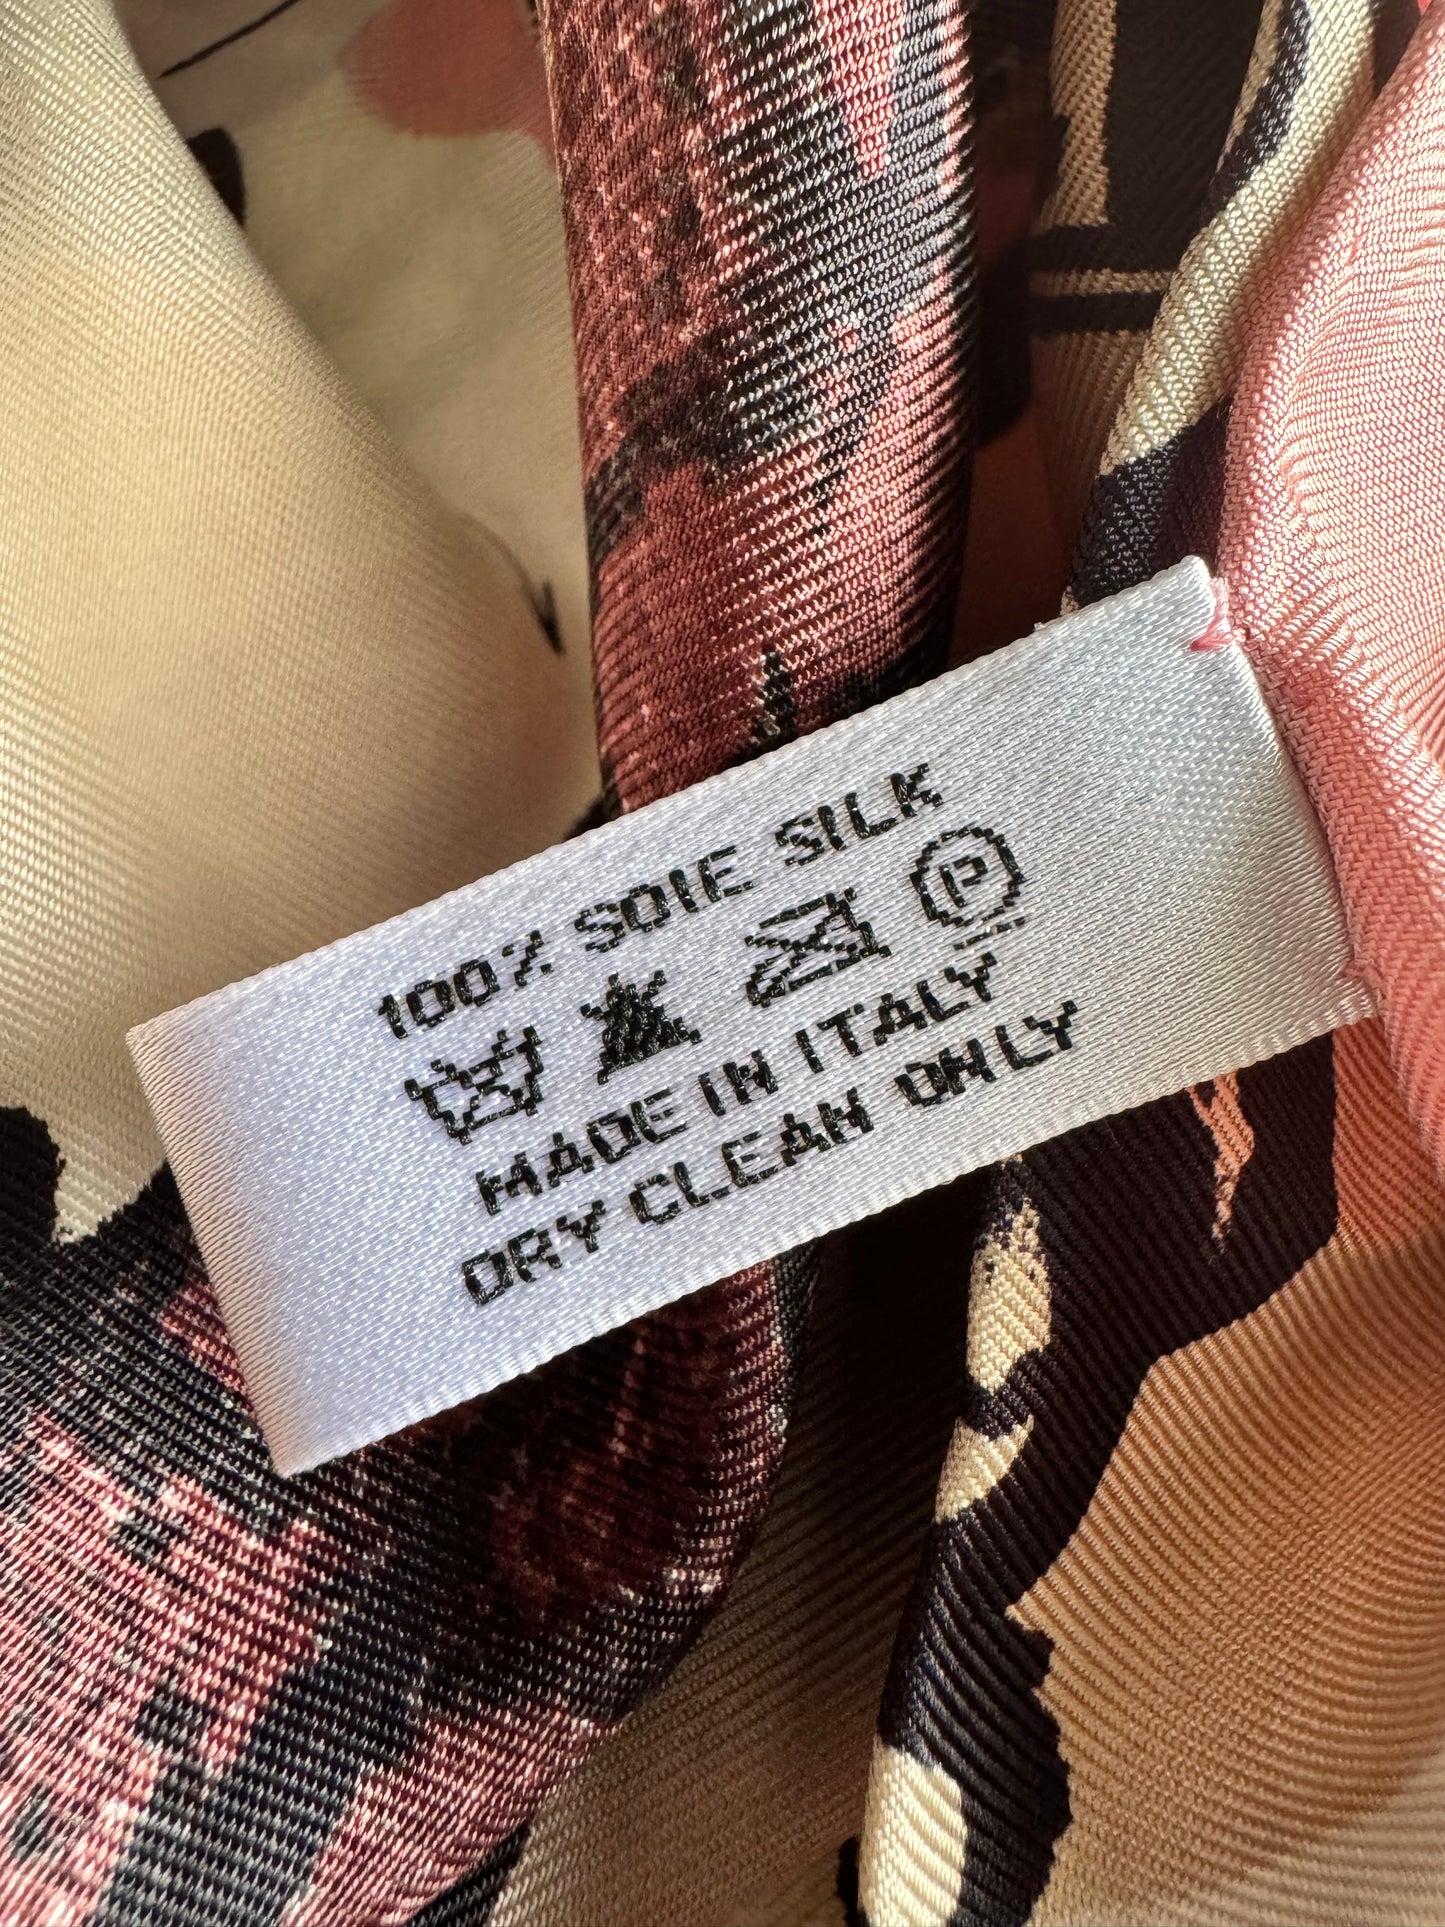 100% SOIE SILK
P
MADE IN ITALY
DRY CLEAN ONLY